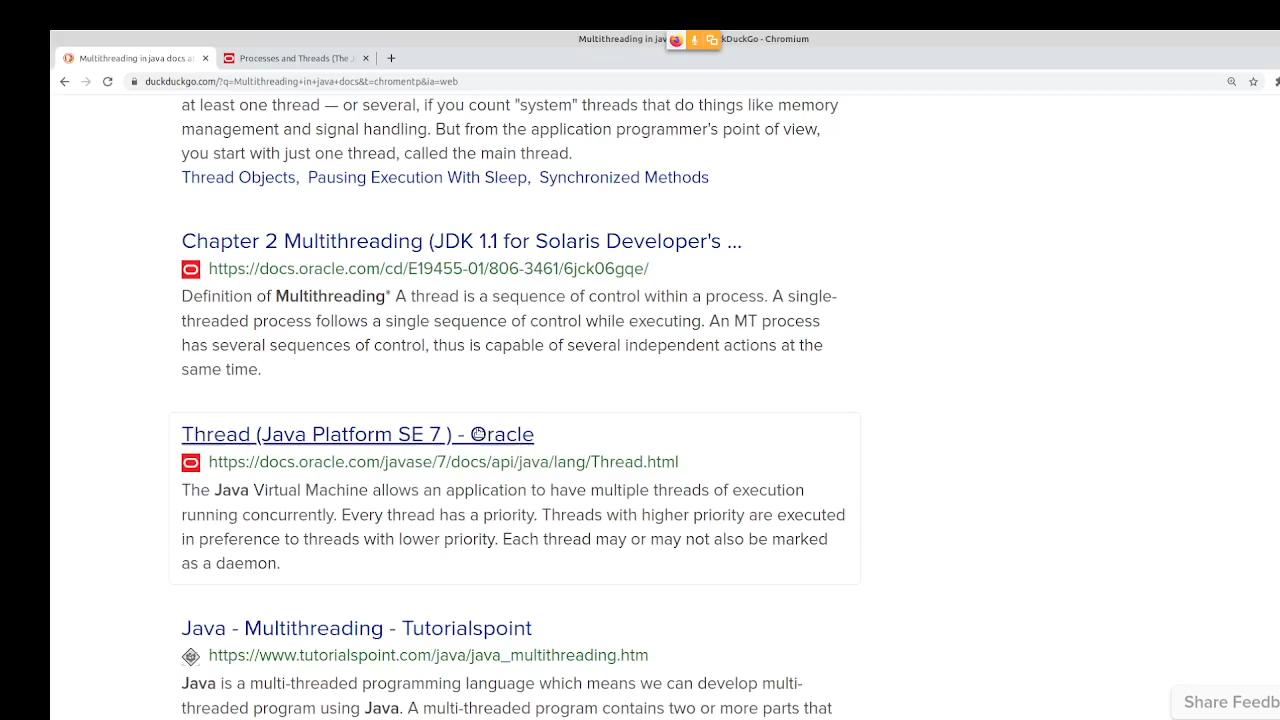 Multithreading in jav
ckDuckGo - Chromium
Multithreading in java docs a
Processes and Threads (The J
duckduckgo.com/?q=Multithreading+in+java+docs&t=chromentp&ia=web
at least one thread — or several, if you count "system" threads that do things like memory
management and signal handling. But from the application programmer's point of view,
you start with just one thread, called the main thread.
Thread Objects, Pausing Execution With Sleep, Synchronized Methods
Chapter 2 Multithreading (JDK 1.1 for Solaris Developer's ...
https://docs.oracle.com/cd/E19455-01/806-3461/6jck06gqe/
Definition of Multithreading* A thread is a sequence of control within a process. A single-
threaded process follows a single sequence of control while executing. An MT process
has several sequences of control, thus is capable of several independent actions at the
same time.
Thread (Java Platform SE 7 ) - Oracle
https://docs.oracle.com/javase/7/docs/api/java/lang/Thread.html
The Java Virtual Machine allows an application to have multiple threads of execution
running concurrently. Every thread has a priority. Threads with higher priority are executed
in preference to threads with lower priority. Each thread may or may not also be marked
as a daemon.
Java - Multithreading - Tutorialspoint
https://www.tutorialspoint.com/java/java_multithreading.htm
Java is a multi-threaded programming language which means we can develop multi-
threaded program using Java. A multi-threaded program contains two or more parts that
Share Feedb